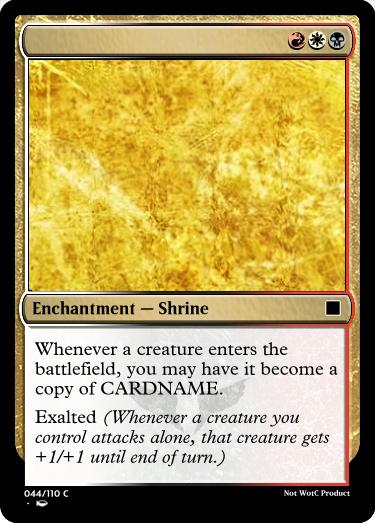 Enchantment — Shrine
Whenever a creature enters the
battlefield, you may have it become a
copy of CARDNAME.
Exalted (Whenever a creature you
control attacks alone, that creature gets
+1/+1 until end of turn.)
044/110 C
Not WotC Product